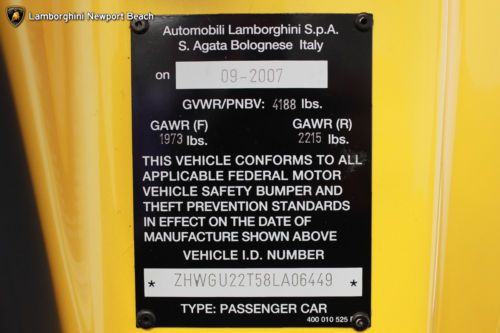 Lamborghini Newport Beach
Automobili Lamborghini S.p.A.
S. Agata Bolognese Italy
on 09-2007
GVWR/PNBV: 4188 lbs.
GAWR (F) GAWR (R)
1973 lbs. 2215 lbs.
THIS VEHICLE CONFORMS TO ALL
APPLICABLE FEDERAL MOTOR
VEHICLE SAFETY BUMPER AND
THEFT PREVENTION STANDARDS
IN EFFECT ON THE DATE OF
MANUFACTURE SHOWN ABOVE
VEHICLE I.D. NUMBER
* ZHWGU22T58LA06449 *
TYPE: PASSENGER CAR
400 010 525